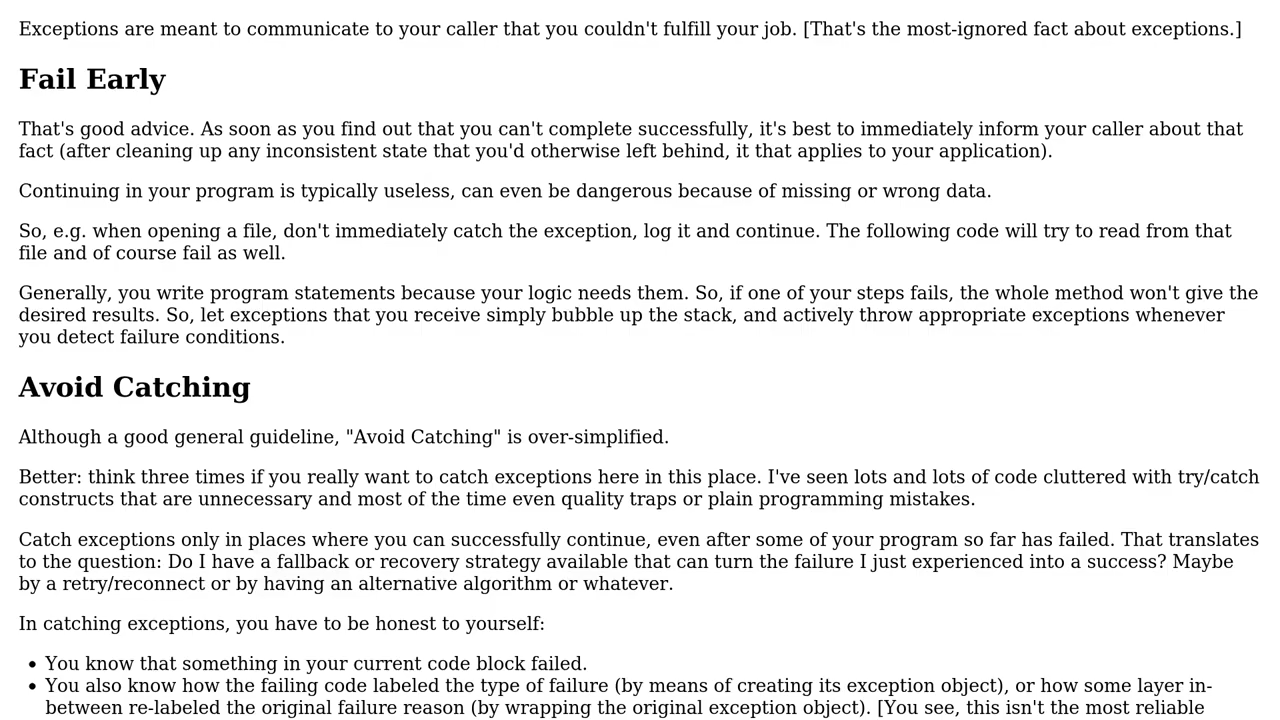 Exceptions are meant to communicate to your caller that you couldn't fulfill your job. [That's the most-ignored fact about exceptions.]
Fail Early
That's good advice. As soon as you find out that you can't complete successfully, it's best to immediately inform your caller about that
fact (after cleaning up any inconsistent state that you'd otherwise left behind, it that applies to your application).
Continuing in your program is typically useless, can even be dangerous because of missing or wrong data.
So, e.g. when opening a file, don't immediately catch the exception, log it and continue. The following code will try to read from that
file and of course fail as well.
Generally, you write program statements because your logic needs them. So, if one of your steps fails, the whole method won't give the
desired results. So, let exceptions that you receive simply bubble up the stack, and actively throw appropriate exceptions whenever
you detect failure conditions.
Avoid Catching
Although a good general guideline, "Avoid Catching" is over-simplified.
Better: think three times if you really want to catch exceptions here in this place. I've seen lots and lots of code cluttered with try/catch
constructs that are unnecessary and most of the time even quality traps or plain programming mistakes.
Catch exceptions only in places where you can successfully continue, even after some of your program so far has failed. That translates
to the question: Do I have a fallback or recovery strategy available that can turn the failure I just experienced into a success? Maybe
by a retry/reconnect or by having an alternative algorithm or whatever.
In catching exceptions, you have to be honest to yourself:
• You know that something in your current code block failed.
• You also know how the failing code labeled the type of failure (by means of creating its exception object), or how some layer in-
between re-labeled the original failure reason (by wrapping the original exception object). [You see, this isn't the most reliable